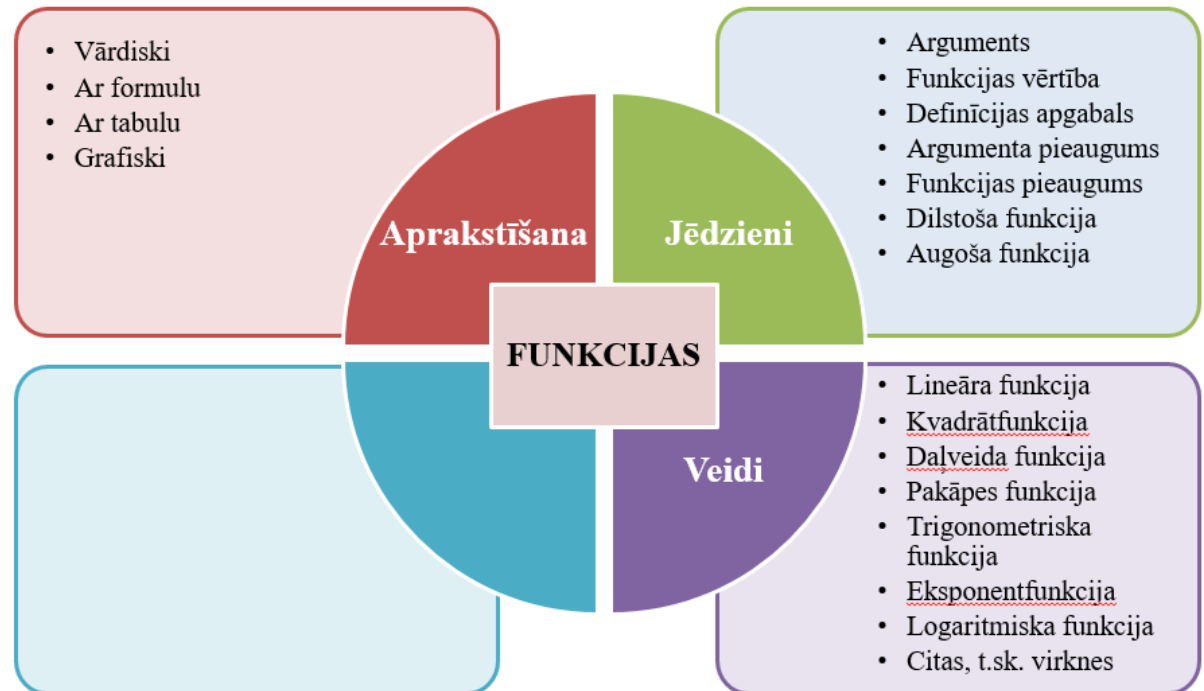 • Vārdiski
• Ar formulu
• Ar tabulu
• Grafiski
Aprakstīšana
• Arguments
• Funkcijas vērtība
• Definīcijas apgabals
• Argumenta pieaugums
• Funkcijas pieaugums
• Dilstoša funkcija
• Augoša funkcija
Jēdzieni
FUNKCIJAS
Veidi
• Lineāra funkcija
• Kvadrātfunkcija
• Daļveida funkcija
• Pakāpes funkcija
• Trigonometriska
funkcija
• Eksponentfunkcija
• Logaritmiska funkcija
• Citas, t.sk. virknes